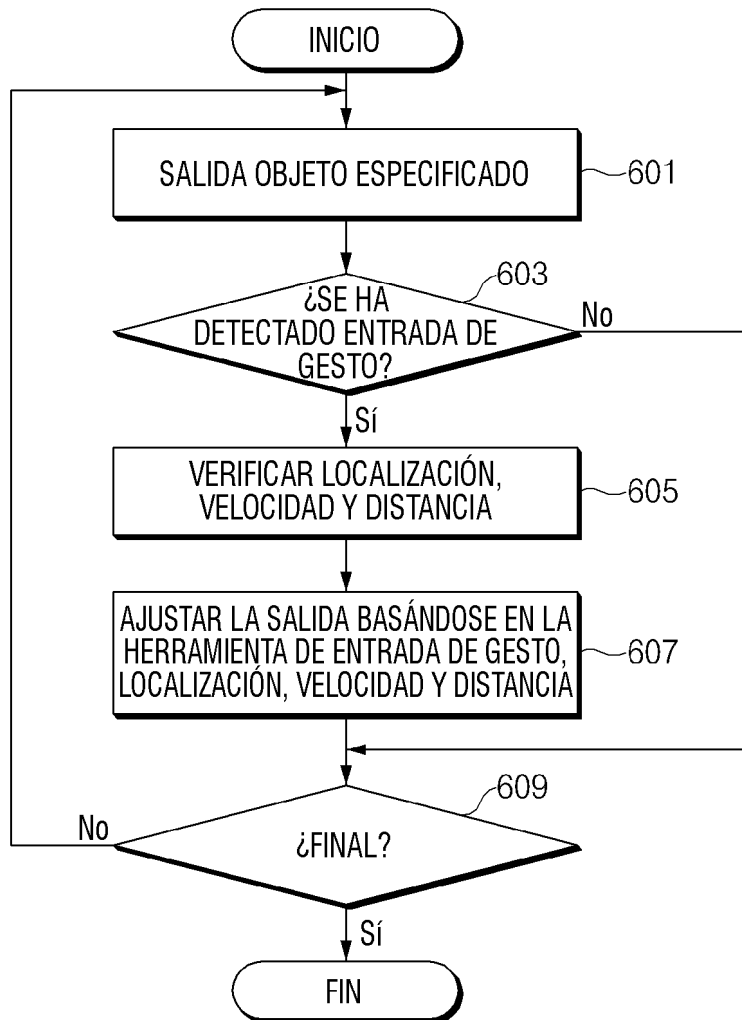 INICIO
SALIDA OBJETO ESPECIFICADO
601
603
¿SE HA
DETECTADO ENTRADA DE
GESTO?
No
Sí
VERIFICAR LOCALIZACIÓN,
VELOCIDAD Y DISTANCIA
605
AJUSTAR LA SALIDA BASÁNDOSE EN LA
HERRAMIENTA DE ENTRADA DE GESTO,
LOCALIZACIÓN, VELOCIDAD Y DISTANCIA
607
609
No
¿FINAL?
Sí
FIN